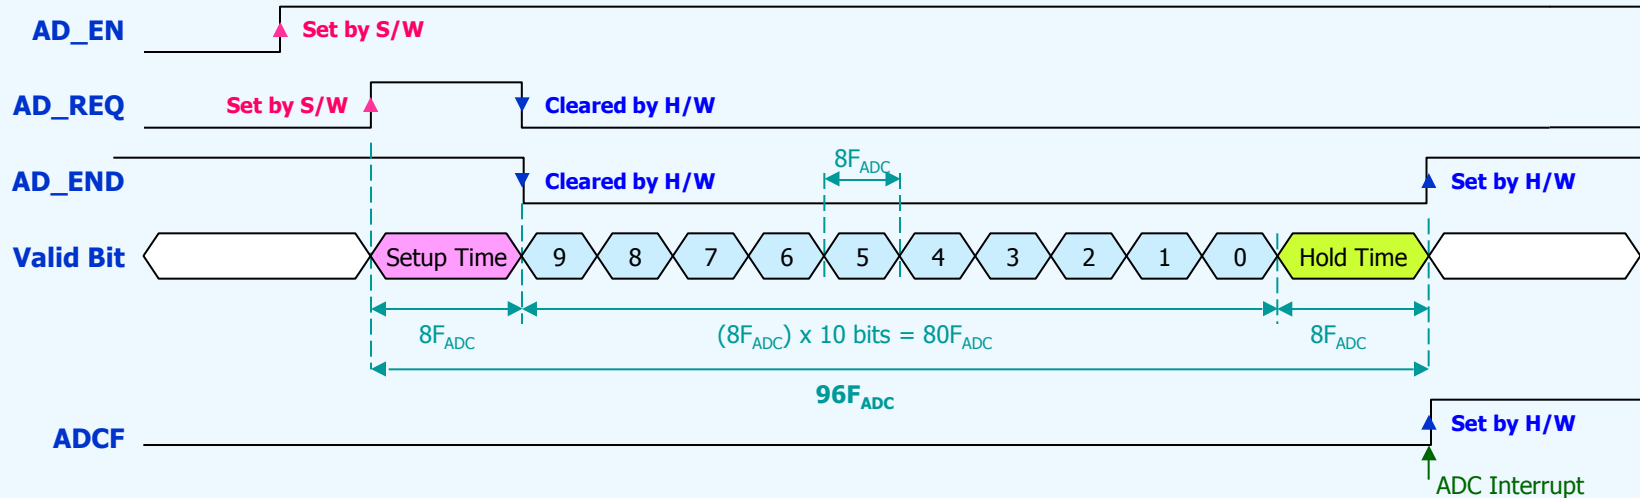 AD_EN Set by S/W
AD_REQ Set by S/W Cleared by H/W
8FADC
AD_END Cleared by H/W Set by H/W
Valid Bit Setup Time 9 8 7 6 5 4 3 2 1 0 Hold Time
8FADC (8FADC) x 10 bits = 80FADC 8FADC
96FADC
ADCF Set by H/W
ADC Interrupt